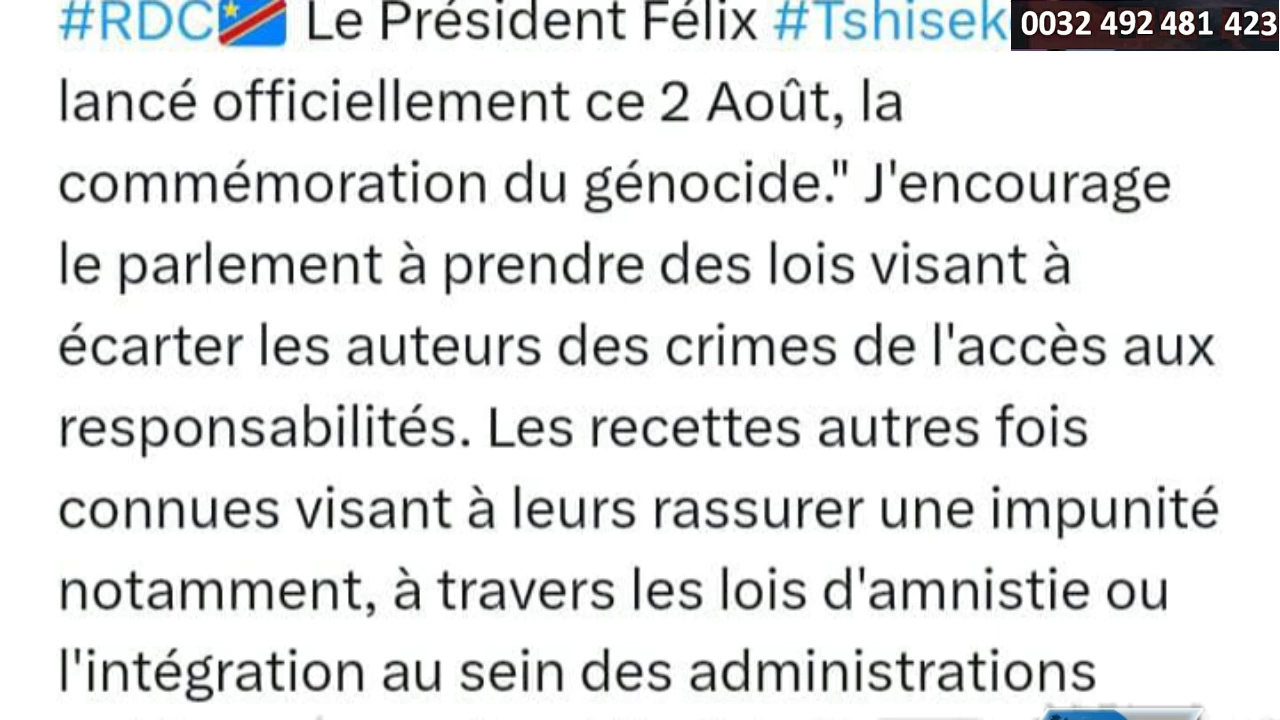 #RDC🇨🇩 Le Président Félix #Tshisek
0032 492 481 423
lancé officiellement ce 2 Août, la
commémoration du génocide." J'encourage
le parlement à prendre des lois visant à
écarter les auteurs des crimes de l'accès aux
responsabilités. Les recettes autres fois
connues visant à leurs rassurer une impunité
notamment, à travers les lois d'amnistie ou
l'intégration au sein des administrations